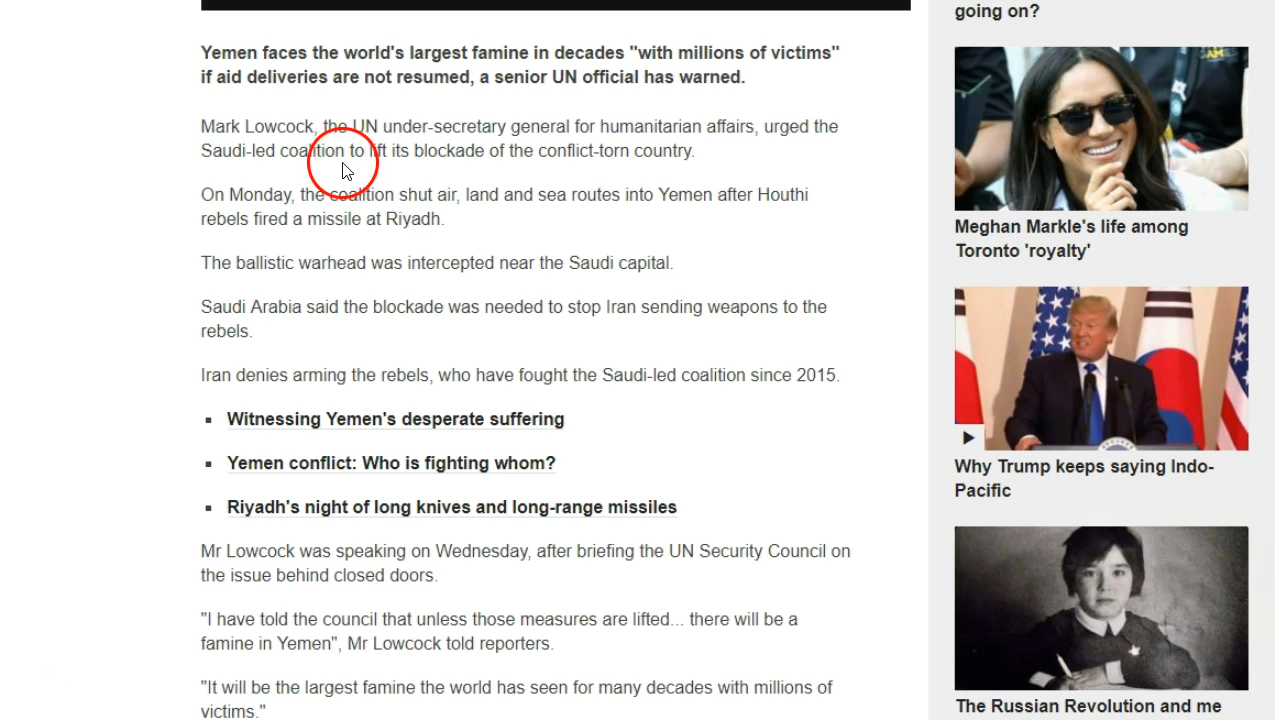 Yemen faces the world's largest famine in decades "with millions of victims"
if aid deliveries are not resumed, a senior UN official has warned.
Mark Lowcock, the UN under-secretary general for humanitarian affairs, urged the
Saudi-led coalition to lift its blockade of the conflict-torn country.
On Monday, the coalition shut air, land and sea routes into Yemen after Houthi
rebels fired a missile at Riyadh.
The ballistic warhead was intercepted near the Saudi capital.
Saudi Arabia said the blockade was needed to stop Iran sending weapons to the
rebels.
Iran denies arming the rebels, who have fought the Saudi-led coalition since 2015.
Witnessing Yemen's desperate suffering
Yemen conflict: Who is fighting whom?
Riyadh's night of long knives and long-range missiles
Mr Lowcock was speaking on Wednesday, after briefing the UN Security Council on
the issue behind closed doors.
"I have told the council that unless those measures are lifted... there will be a
famine in Yemen", Mr Lowcock told reporters.
"It will be the largest famine the world has seen for many decades with millions of
victims."
going on?
Meghan Markle's life among
Toronto 'royalty'
Why Trump keeps saying Indo-
Pacific
The Russian Revolution and me